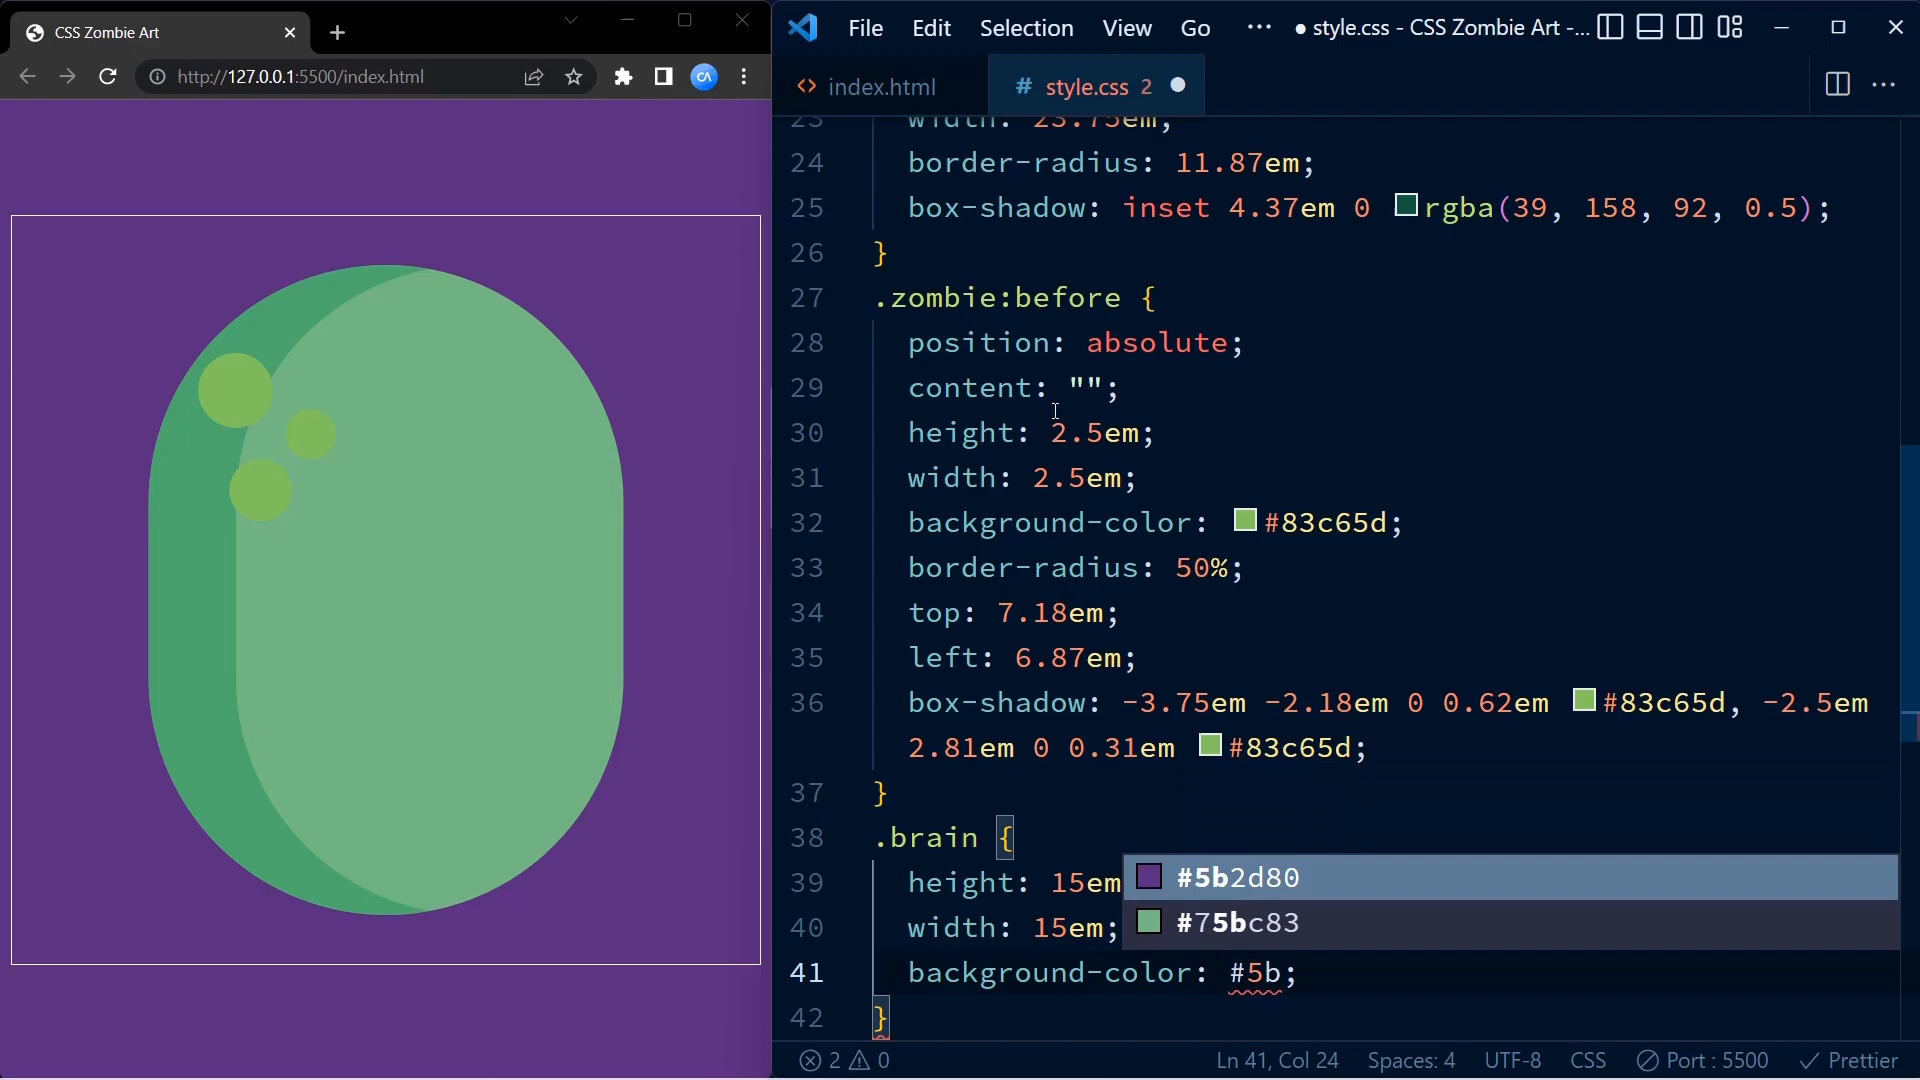 CSS Zombie Art
http://127.0.0.1:5500/index.html
CA
File Edit Selection View Go ··· ● style.css - CSS Zombie Art -...
<> index.html # style.css 2
23 width: 23.75em;
24 border-radius: 11.87em;
25 box-shadow: inset 4.37em 0 rgba(39, 158, 92, 0.5);
26 }
27 .zombie:before {
28 position: absolute;
29 content: "";
30 height: 2.5em;
31 width: 2.5em;
32 background-color: #83c65d;
33 border-radius: 50%;
34 top: 7.18em;
35 left: 6.87em;
36 box-shadow: -3.75em -2.18em 0 0.62em #83c65d, -2.5em
2.81em 0 0.31em #83c65d;
37 }
38 .brain {
39 height: 15em
#5b2d80
40 width: 15em;
#75bc83
41 background-color: #5b;
42 }
2 0 Ln 41, Col 24 Spaces: 4 UTF-8 CSS Port : 5500 Prettier